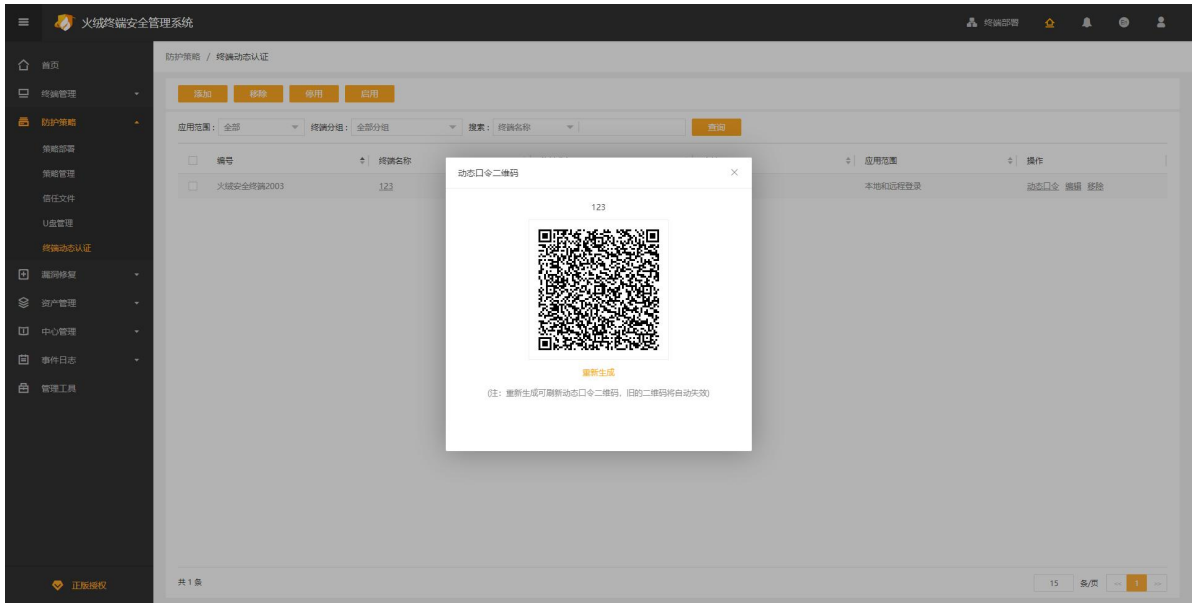 火绒终端安全管理系统
终端部署
首页
终端管理
防护策略
策略部署
策略管理
信任文件
U盘管理
终端动态认证
漏洞修复
资产管理
中心管理
事件日志
管理工具
正版授权
防护策略 / 终端动态认证
添加 移除 停用 启用
应用范围： 全部 终端分组： 全部分组 搜素： 终端名称 查询
编号 终端名称 应用范围 操作
火绒安全终端2003 123 本地和远程登录 动态口令 编辑 移除
动态口令二维码
123
重新生成
(注：重新生成可刷新动态口令二维码、旧的二维码将自动失效)
共 1 条 15 条/页 1